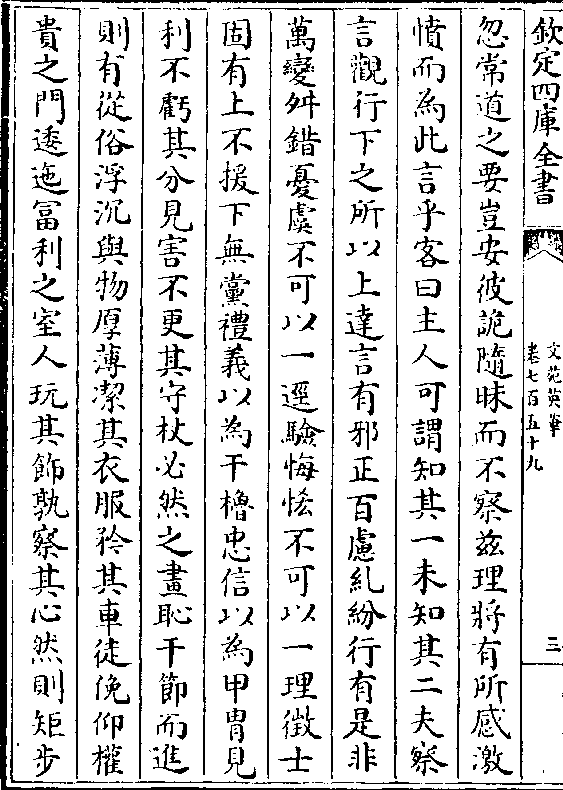 欽定四庫全書
文苑英華
卷七百五十九
三
忽常道之要豈安彼詭隨昧而不察兹理將有所感激
憤而為此言乎客曰主人可謂知其一未知其二夫察
言觀行下之所以上達言有邪正百慮糺紛行有是非
萬變舛錯憂虞不可以一逕驗悔恡不可以一理徵士
固有上不援下無黨禮義以為干櫓忠信以為甲胄見
利不虧其分見害不更其守杖必然之畫恥干節而進
則有從俗浮沉與物厚薄潔其衣服矜其車徒俛仰權
貴之門逶迤冨利之室人玩其飾孰察其心然則矩步